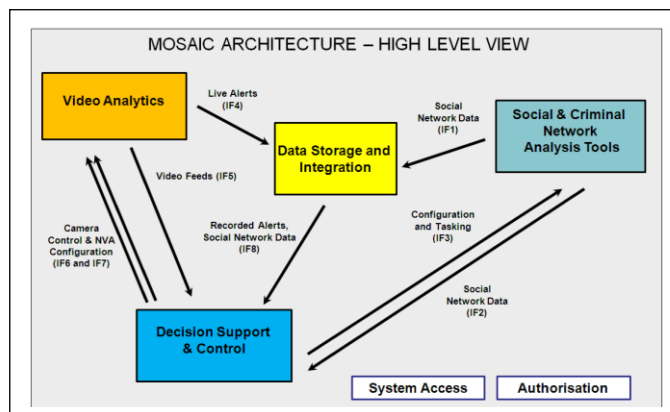 MOSAIC ARCHITECTURE – HIGH LEVEL VIEW
Video Analytics
Live Alerts
(IF4)
Social
Network Data
(IF1)
Social & Criminal
Network
Analysis Tools
Data Storage and
Integration
Video Feeds (IF5)
Camera
Control & NVA
Configuration
(IF6 and IF7)
Recorded Alerts,
Social Network Data
(IF8)
Configuration
and Tasking
(IF3)
Social
Network Data
(IF2)
Decision Support
& Control
System Access
Authorisation